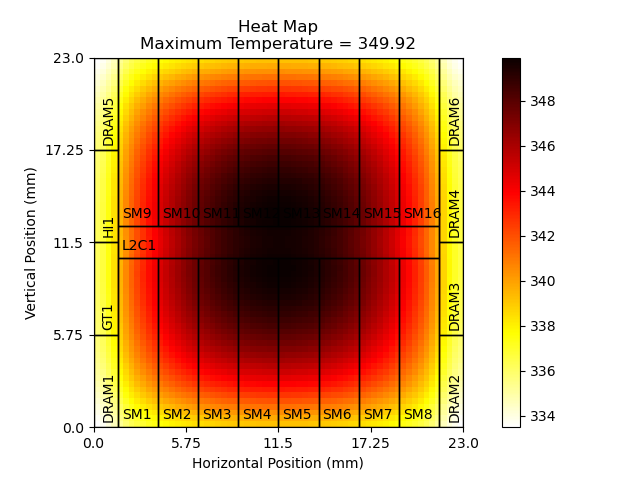 Heat Map
Maximum Temperature = 349.92
23.0
17.25
11.5
5.75
0.0
Vertical Position (mm)
DRAM5
HI1
GT1
DRAM1
SM9
SM10
SM11
SM14
SM15
SM16
L2C1
SM1
SM2
SM3
SM4
SM5
SM6
SM7
SM8
DRAM6
DRAM4
DRAM3
DRAM2
0.0
5.75
11.5
17.25
23.0
Horizontal Position (mm)
348
346
344
342
340
338
336
334